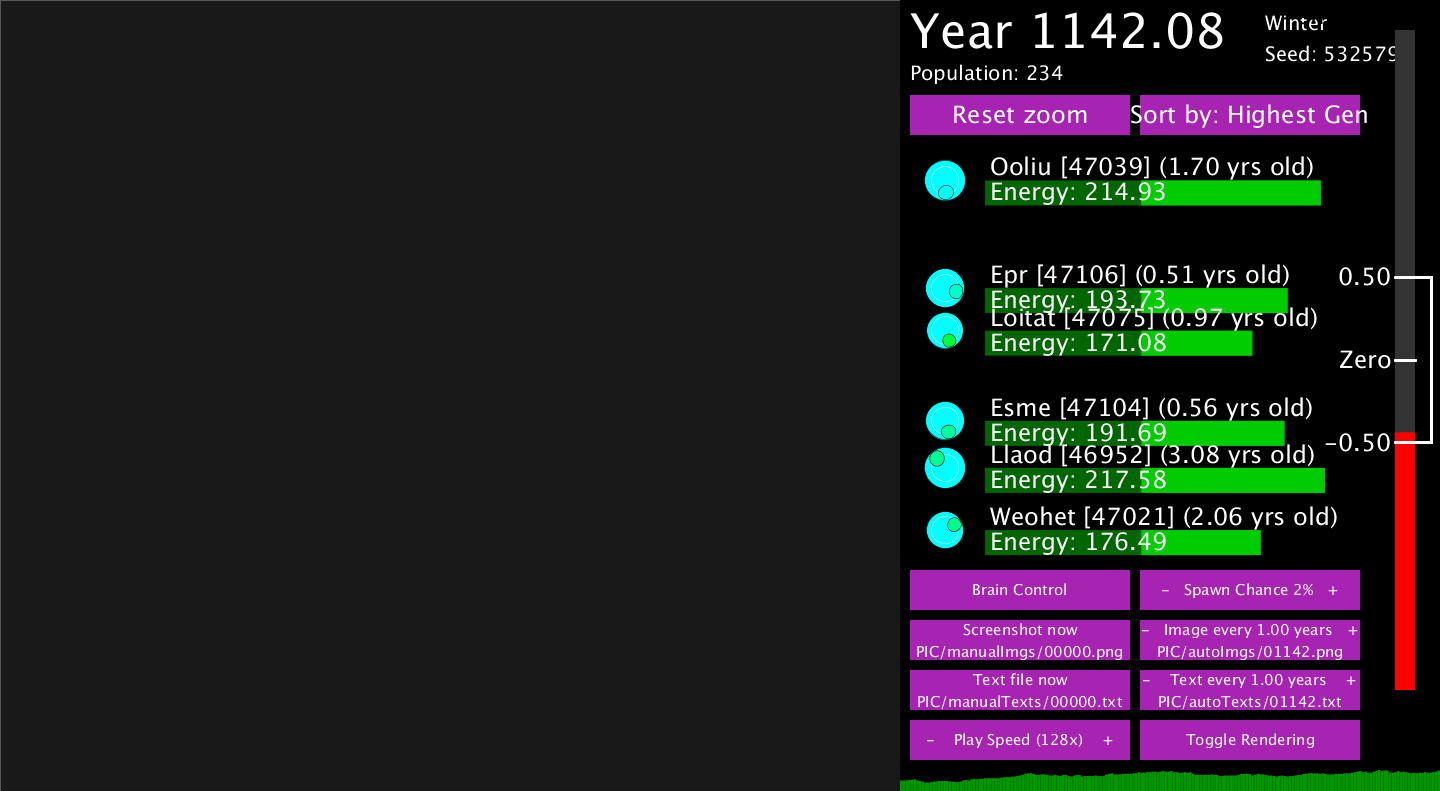 Year 1142.08
Winter
Seed: 532579
Population: 234
Reset zoom
Sort by: Highest Gen
Ooliu [47039] (1.70 yrs old)
Energy: 214.93
Epr [47106] (0.51 yrs old)
Energy: 193.73
Loitat [47075] (0.97 yrs old)
Energy: 171.08
Esme [47104] (0.56 yrs old)
Energy: 191.69
Llaod [46952] (3.08 yrs old)
Energy: 217.58
Weohet [47021] (2.06 yrs old)
Energy: 176.49
0.50
Zero
-0.50
Brain Control
- Spawn Chance 2% +
Screenshot now
PIC/manualImgs/00000.png
- Image every 1.00 years +
PIC/autoImgs/01142.png
Text file now
PIC/manualTexts/00000.txt
- Text every 1.00 years +
PIC/autoTexts/01142.txt
- Play Speed (128x) +
Toggle Rendering